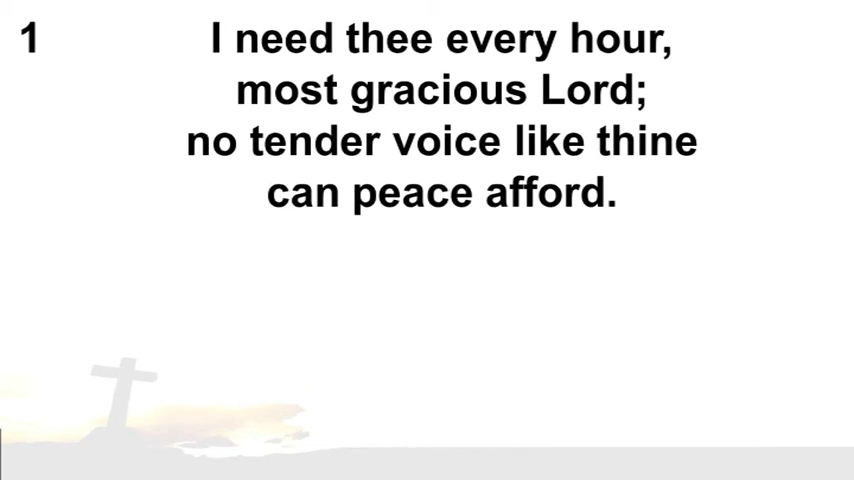 1
I need thee every hour,
most gracious Lord;
no tender voice like thine
can peace afford.